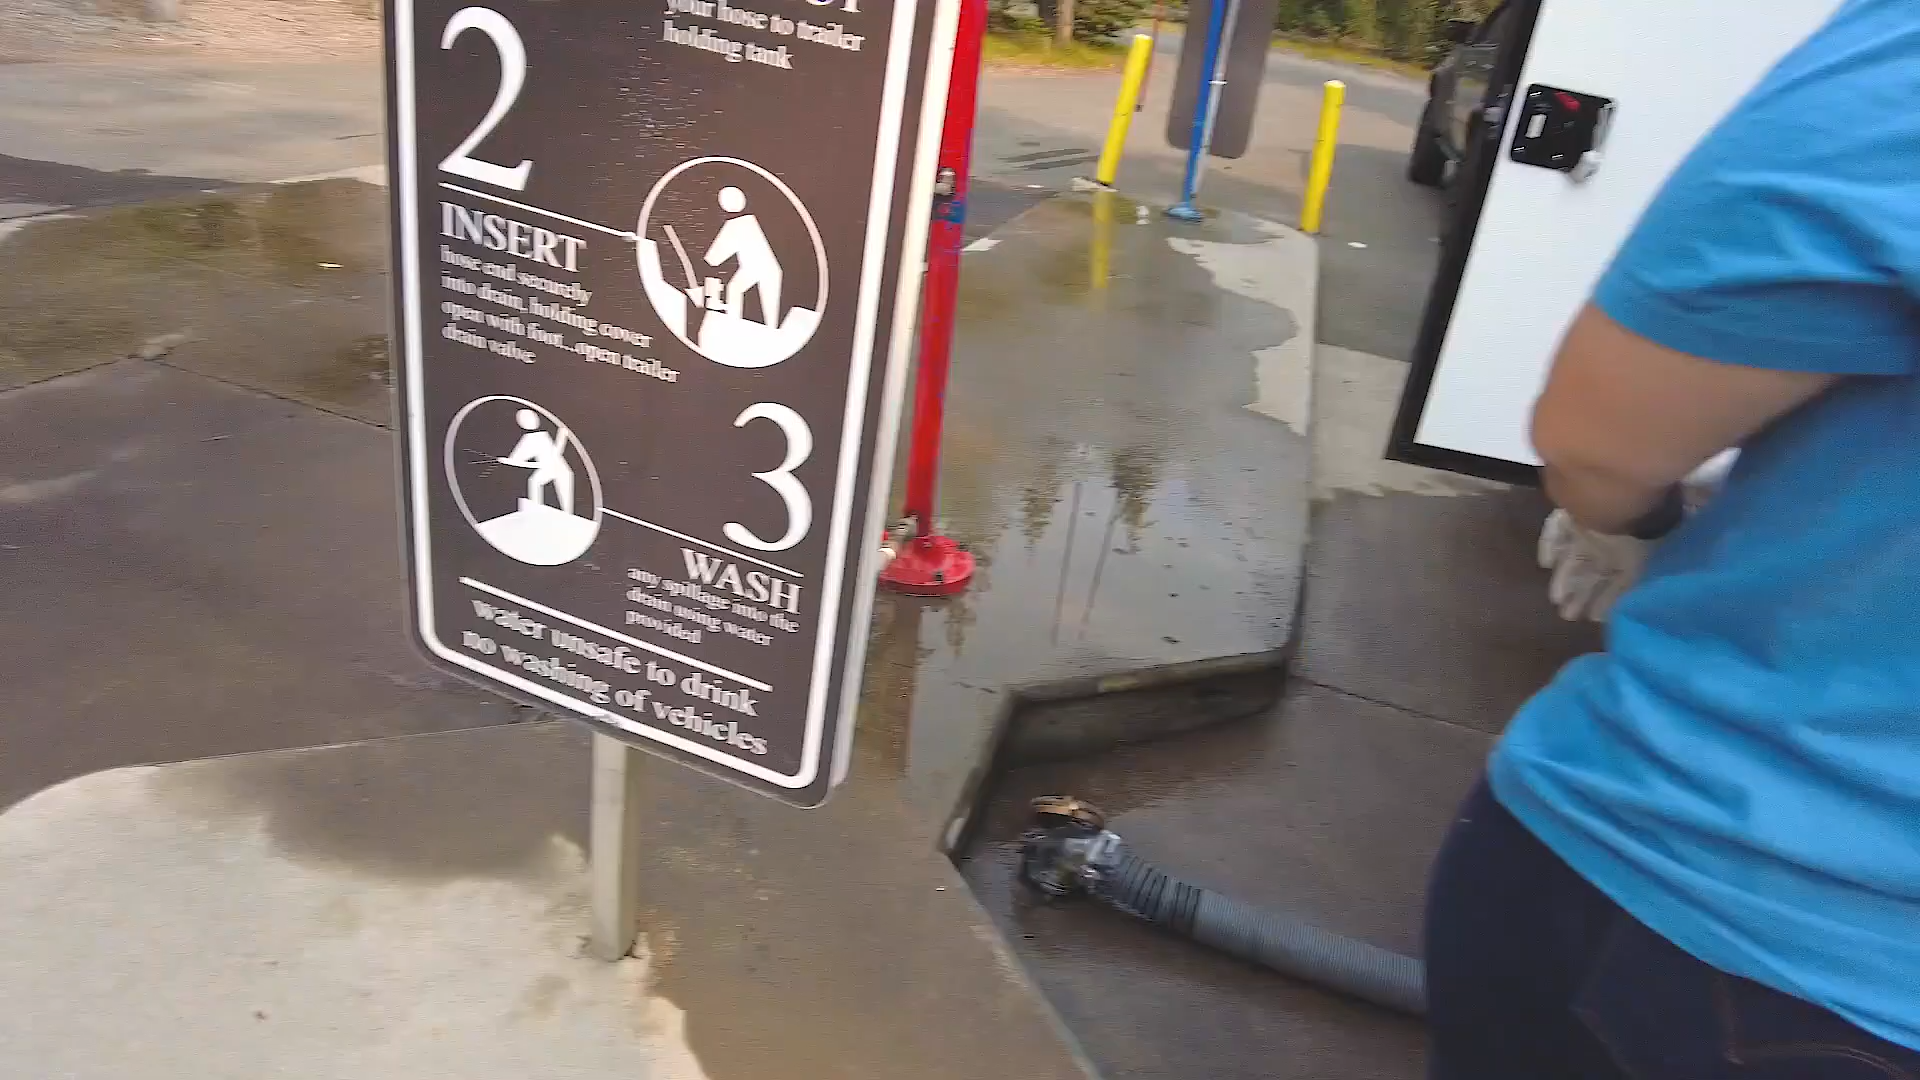 your hose to trailer
holding tank
2
INSERT
hose end securely
into drain, holding cover
open with foot...open trailer
drain valve
3
WASH
any spillage into the
drain using water
provided
water unsafe to drink
no washing of vehicles